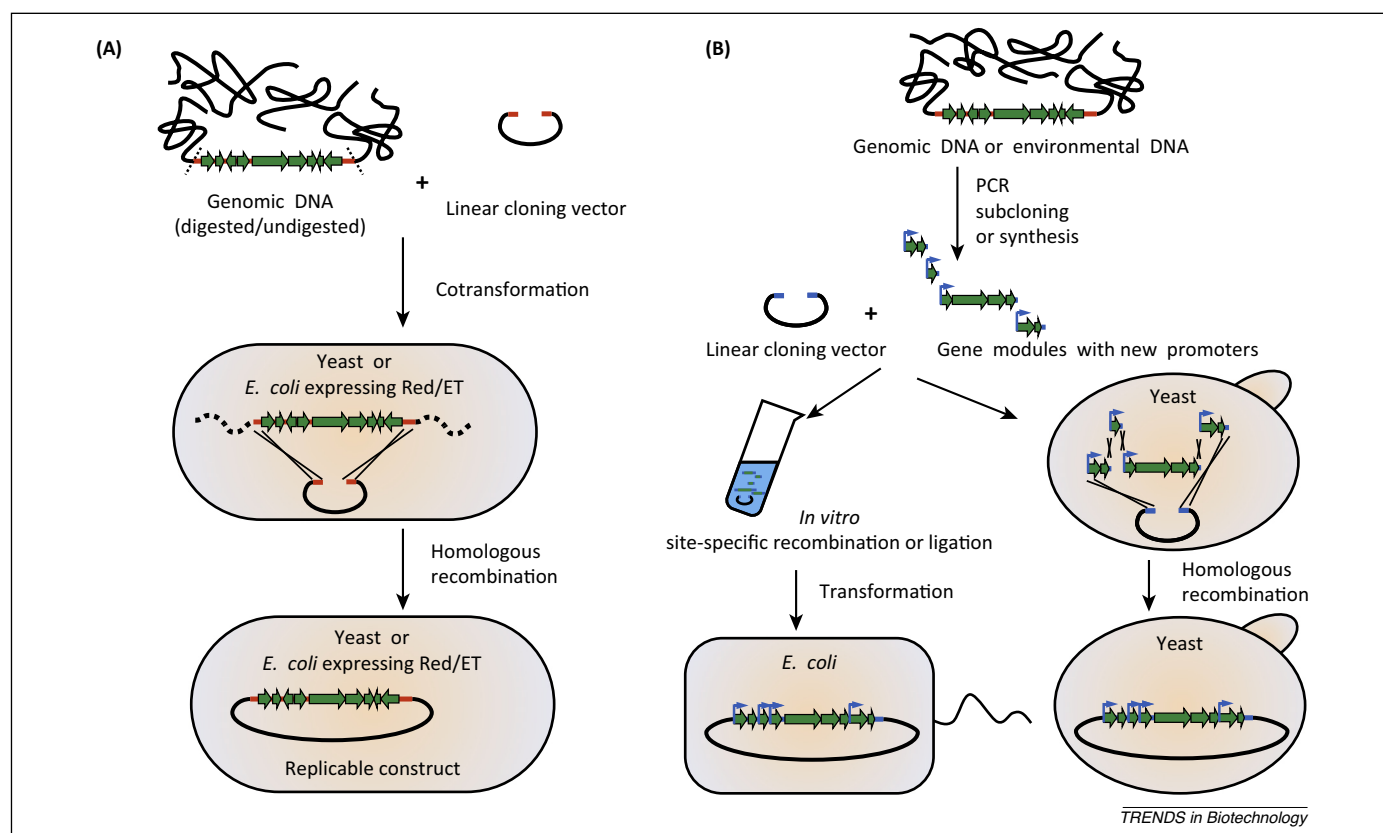 (A)
Genomic DNA
(digested/undigested)
+
Linear cloning vector
Cotransformation
Yeast or
E. coli expressing Red/ET
Homologous
recombination
Yeast or
E. coli expressing Red/ET
Replicable construct
(B)
Genomic DNA or environmental DNA
PCR
subcloning
or synthesis
+
Linear cloning vector
Gene modules with new promoters
In vitro
site-specific recombination or ligation
Transformation
E. coli
Yeast
Homologous
recombination
Yeast
TRENDS in Biotechnology